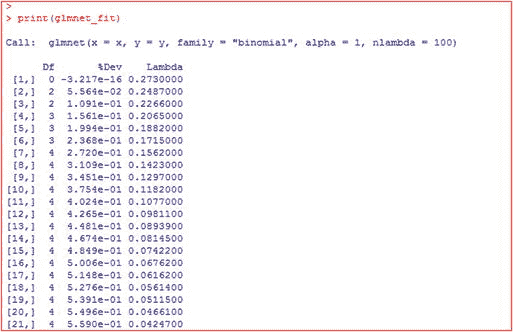 >
> print(glmnet_fit)
Call:  glmnet(x = x, y = y, family = "binomial", alpha = 1, nlambda = 100)
      Df       %Dev    Lambda
 [1,]  0 -3.217e-16 0.2730000
 [2,]  2  5.564e-02 0.2487000
 [3,]  2  1.091e-01 0.2266000
 [4,]  3  1.561e-01 0.2065000
 [5,]  3  1.994e-01 0.1882000
 [6,]  3  2.368e-01 0.1715000
 [7,]  4  2.720e-01 0.1562000
 [8,]  4  3.109e-01 0.1423000
 [9,]  4  3.451e-01 0.1297000
[10,]  4  3.754e-01 0.1182000
[11,]  4  4.024e-01 0.1077000
[12,]  4  4.265e-01 0.0981100
[13,]  4  4.481e-01 0.0893900
[14,]  4  4.674e-01 0.0814500
[15,]  4  4.849e-01 0.0742200
[16,]  4  5.006e-01 0.0676200
[17,]  4  5.148e-01 0.0616200
[18,]  4  5.276e-01 0.0561400
[19,]  4  5.391e-01 0.0511500
[20,]  4  5.496e-01 0.0466100
[21,]  4  5.590e-01 0.0424700